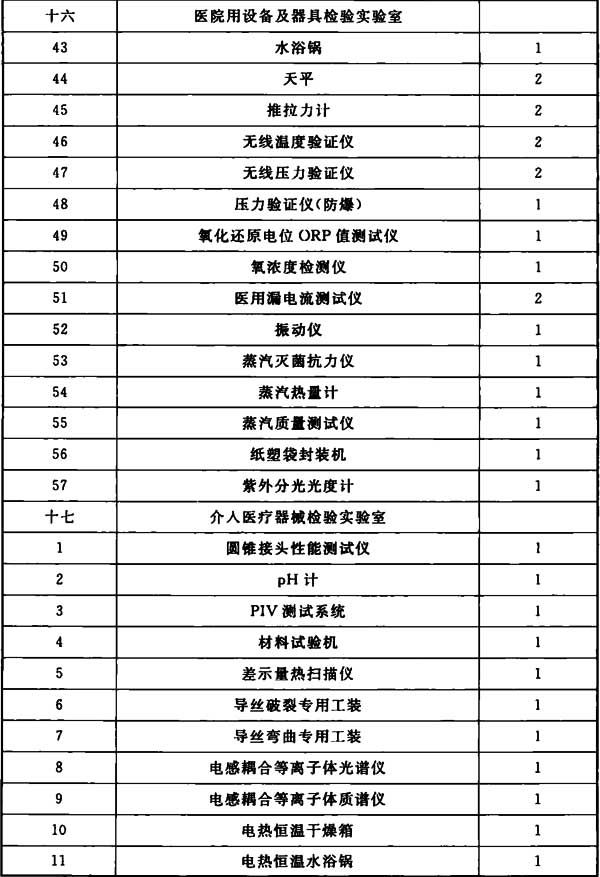 十六 医院用设备及器具检验实验室
43 水浴锅 1
44 天平 2
45 推拉力计 2
46 无线温度验证仪 2
47 无线压力验证仪 2
48 压力验证仪(防爆) 1
49 氧化还原电位 ORP 值测试仪 1
50 氧浓度检测仪 1
51 医用漏电流测试仪 2
52 振动仪 1
53 蒸汽灭菌抗力仪 1
54 蒸汽热量计 1
55 蒸汽质量测试仪 1
56 纸塑袋封装机 1
57 紫外分光光度计 1
十七 介入医疗器械检验实验室
1 圆锥接头性能测试仪 1
2 pH 计 1
3 PIV 测试系统 1
4 材料试验机 1
5 差示量热扫描仪 1
6 导丝破裂专用工装 1
7 导丝弯曲专用工装 1
8 电感耦合等离子体光谱仪 1
9 电感耦合等离子体质谱仪 1
10 电热恒温干燥箱 1
11 电热恒温水浴锅 1